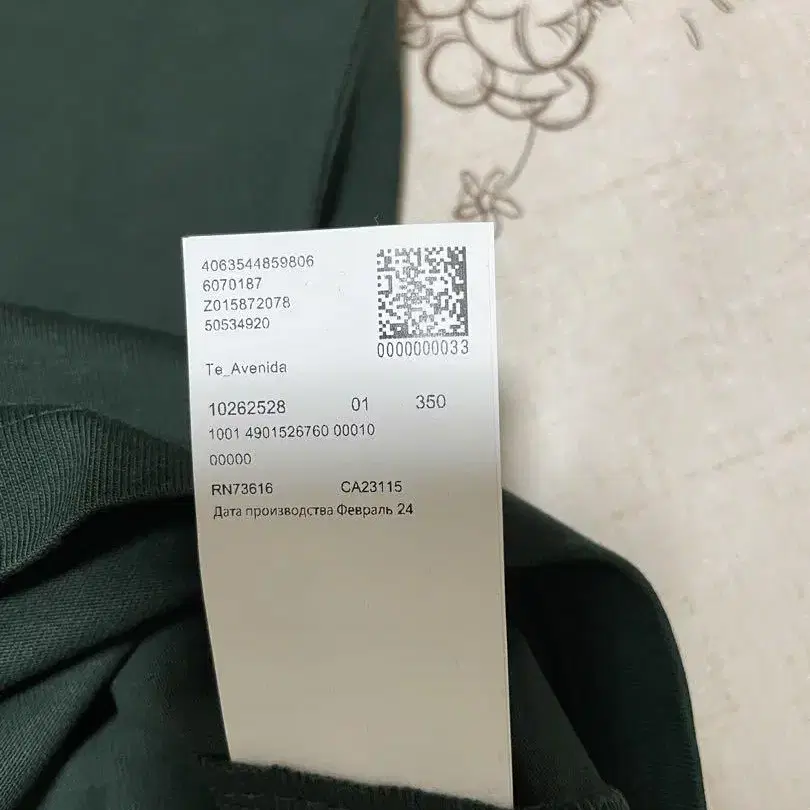 4063544859806
6070187
Z015872078
50534920
0000000033
Te_Avenida
10262528 01 350
1001 4901526760 00010
00000
RN73616 CA23115
Дата производства Февраль 24